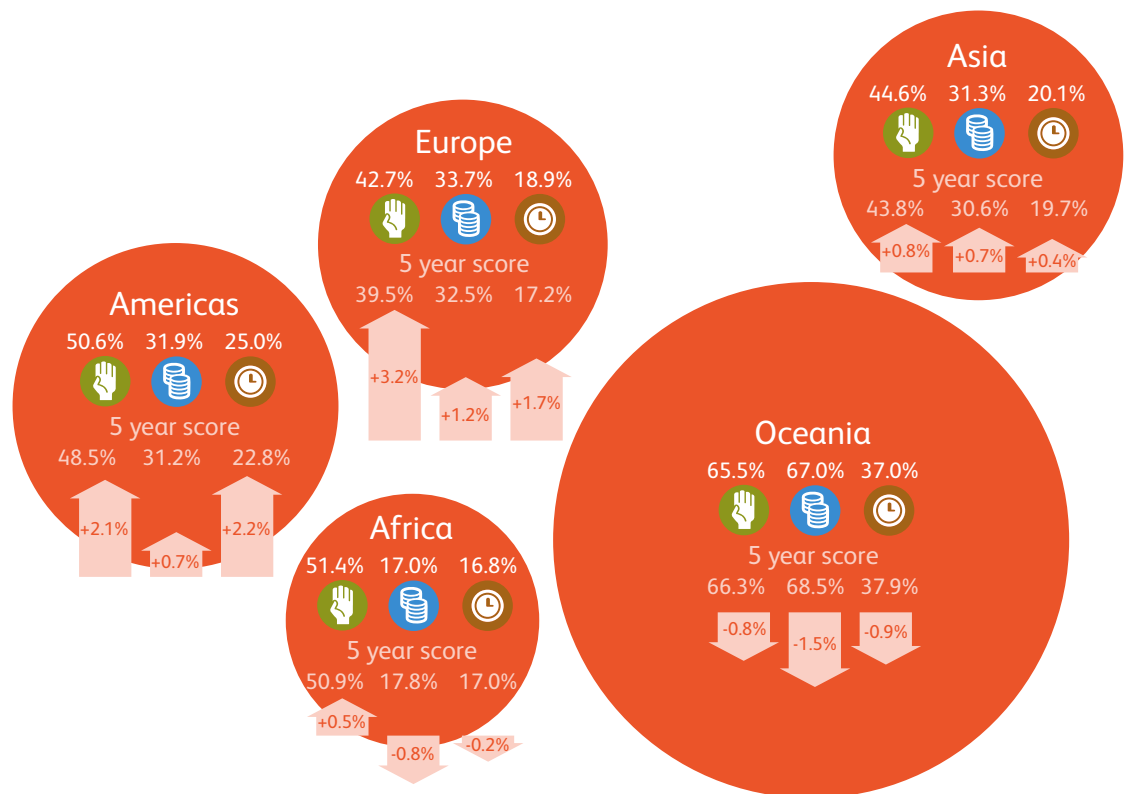 Asia
44.6% 31.3% 20.1%
5 year score
43.8% 30.6% 19.7%
+0.8% +0.7% +0.4%
Europe
42.7% 33.7% 18.9%
5 year score
39.5% 32.5% 17.2%
+3.2% +1.2% +1.7%
Americas
50.6% 31.9% 25.0%
5 year score
48.5% 31.2% 22.8%
+2.1% +0.7% +2.2%
Oceania
65.5% 67.0% 37.0%
5 year score
66.3% 68.5% 37.9%
-0.8% -1.5% -0.9%
Africa
51.4% 17.0% 16.8%
5 year score
50.9% 17.8% 17.0%
+0.5% -0.8% -0.2%